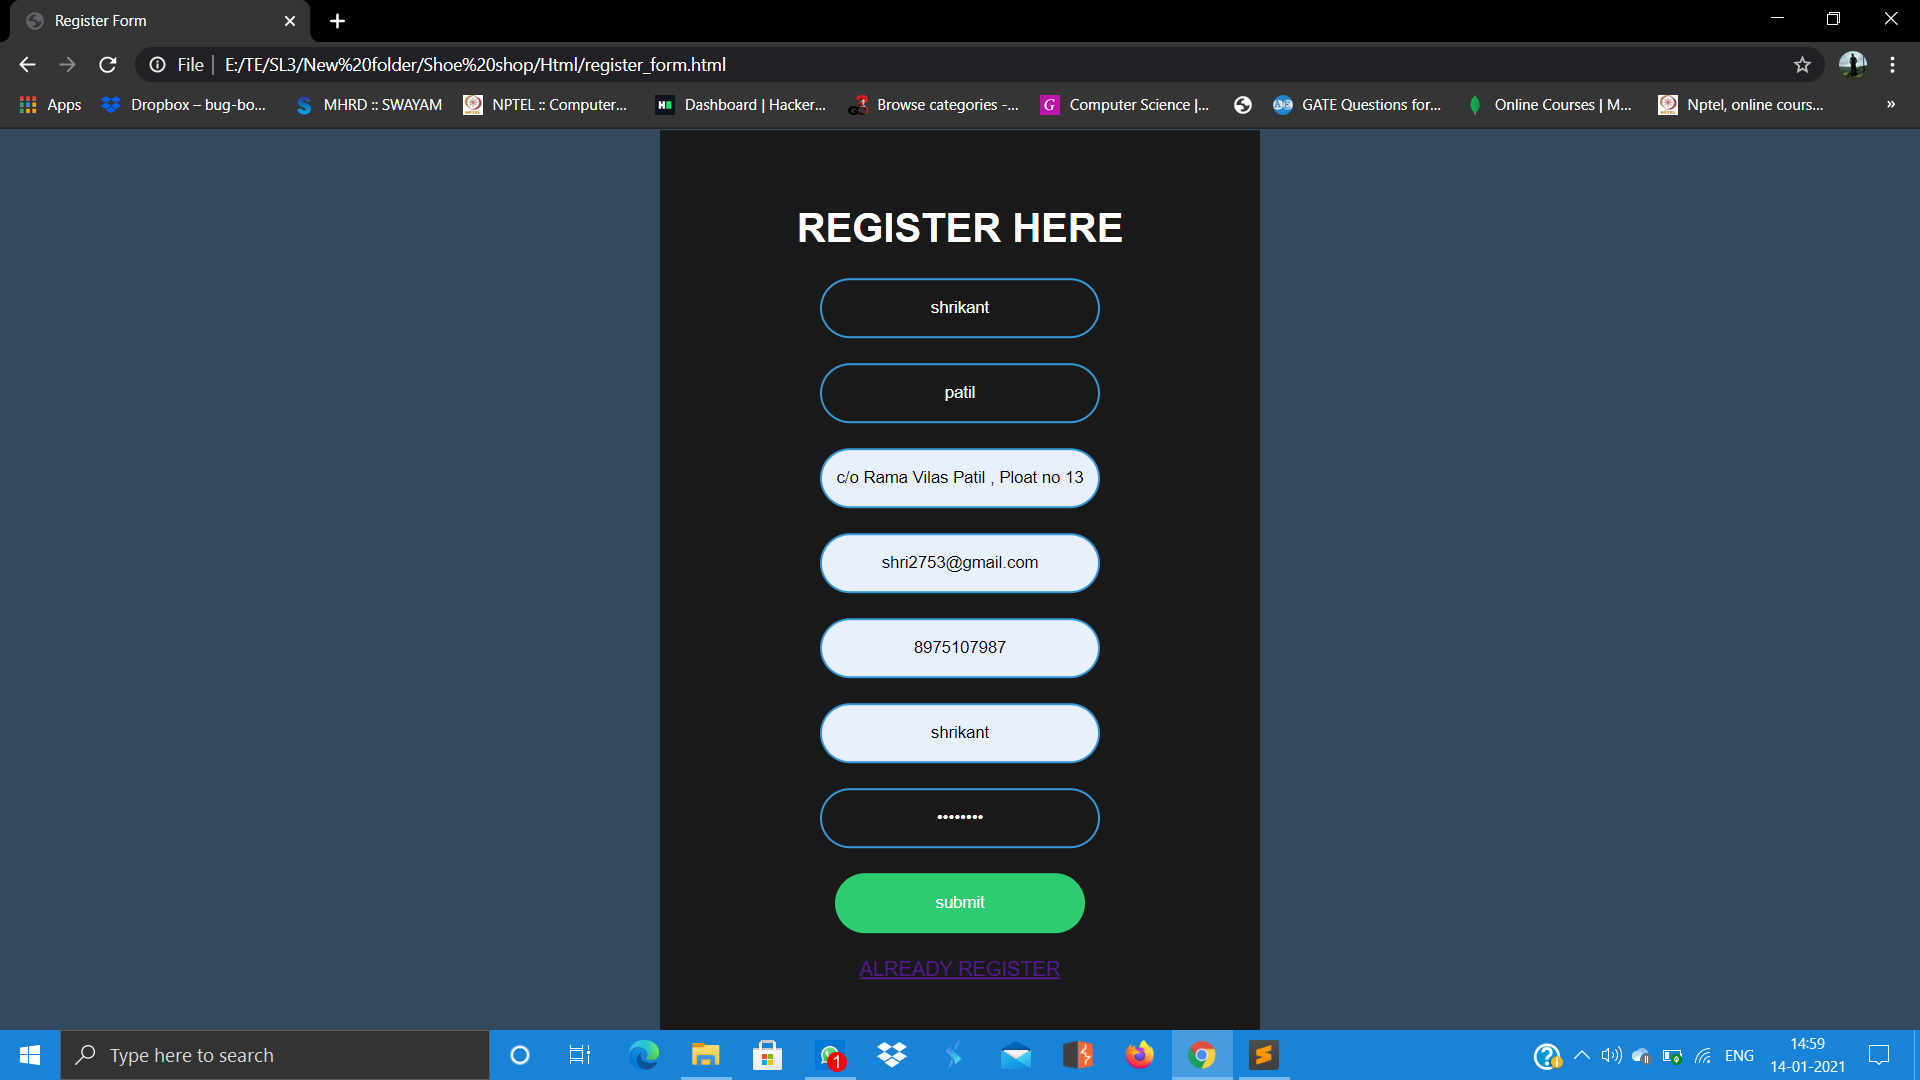 Register Form
File
E:/TE/SL3/New%20folder/Shoe%20shop/Html/register_form.html
Apps
Dropbox – bug-bo...
MHRD :: SWAYAM
NPTEL :: Computer...
Dashboard | Hacker...
Browse categories -...
Computer Science |...
GATE Questions for...
Online Courses | M...
Nptel, online cours...
»
REGISTER HERE
shrikant
patil
c/o Rama Vilas Patil , Ploat no 13
shri2753@gmail.com
8975107987
shrikant
••••••••
submit
ALREADY REGISTER
Type here to search
1
ENG
14:59
14-01-2021